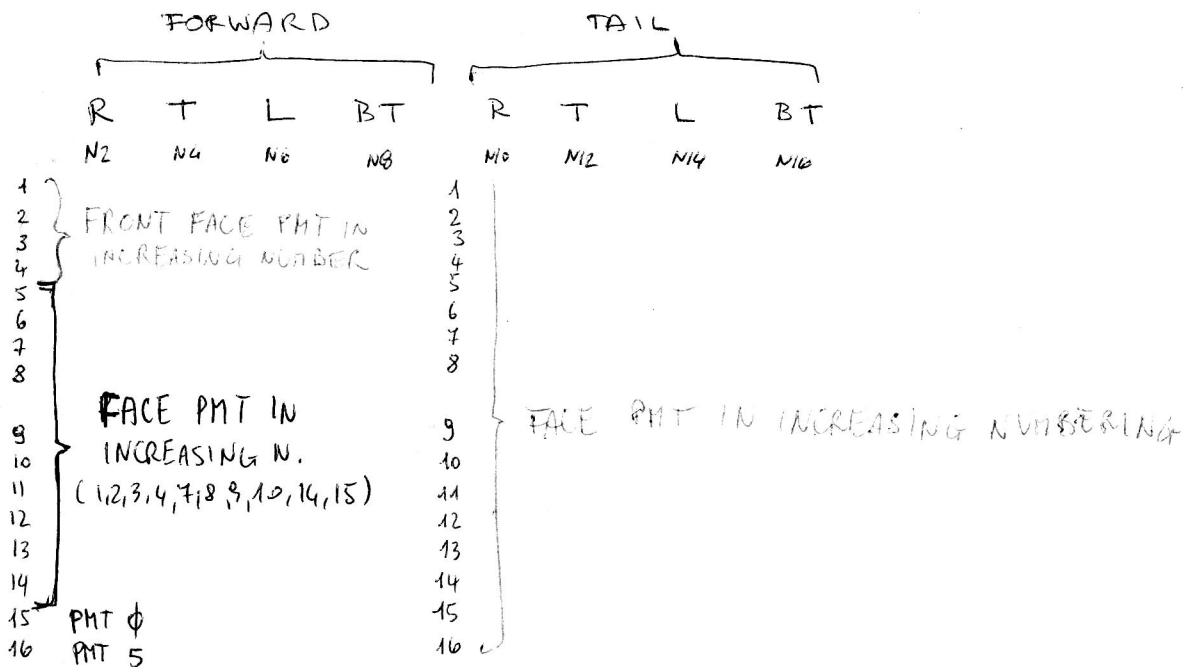 FORWARD TAIL
R T L BT R T L BT
N2 N4 N6 N8 N10 N12 N14 N16
1 1
2 FRONT FACE PMT IN 2
3 INCREASING NUMBER 3
4 4
5 5
6 6
7 7
8 8
FACE PMT IN
9 9 FACE PMT IN INCREASING NUMBERING
10 INCREASING N. 10
11 (1,2,3,4,7,8,9,10,14,15) 11
12 12
13 13
14 14
15 PMT ϕ 15
16 PMT 5 16